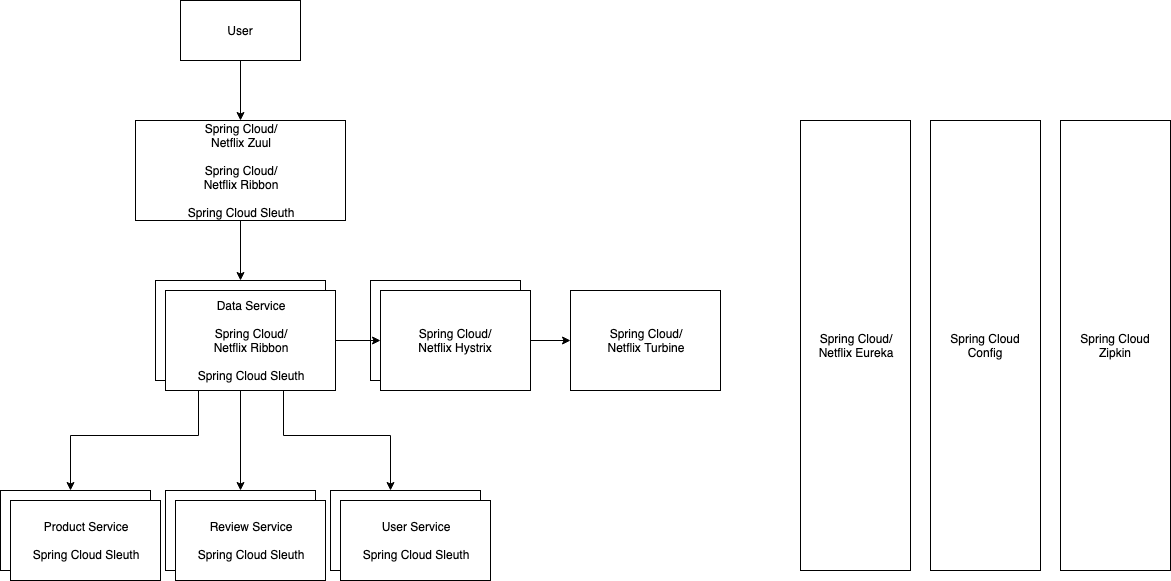 User
Spring Cloud/
Netflix Zuul
Spring Cloud/
Netflix Ribbon
Spring Cloud Sleuth
Data Service
Spring Cloud/
Netflix Ribbon
Spring Cloud Sleuth
Spring Cloud/
Netflix Hystrix
Spring Cloud/
Netflix Turbine
Product Service
Spring Cloud Sleuth
Review Service
Spring Cloud Sleuth
User Service
Spring Cloud Sleuth
Spring Cloud/
Netflix Eureka
Spring Cloud
Config
Spring Cloud
Zipkin